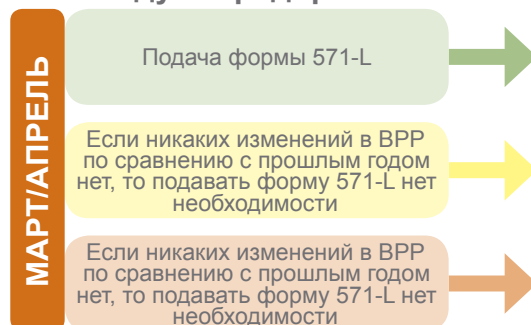 МАРТ/АПРЕЛЬ
Подача формы 571-L
Если никаких изменений в BPP
по сравнению с прошлым годом
нет, то подавать форму 571-L нет
необходимости
Если никаких изменений в BPP
по сравнению с прошлым годом
нет, то подавать форму 571-L нет
необходимости